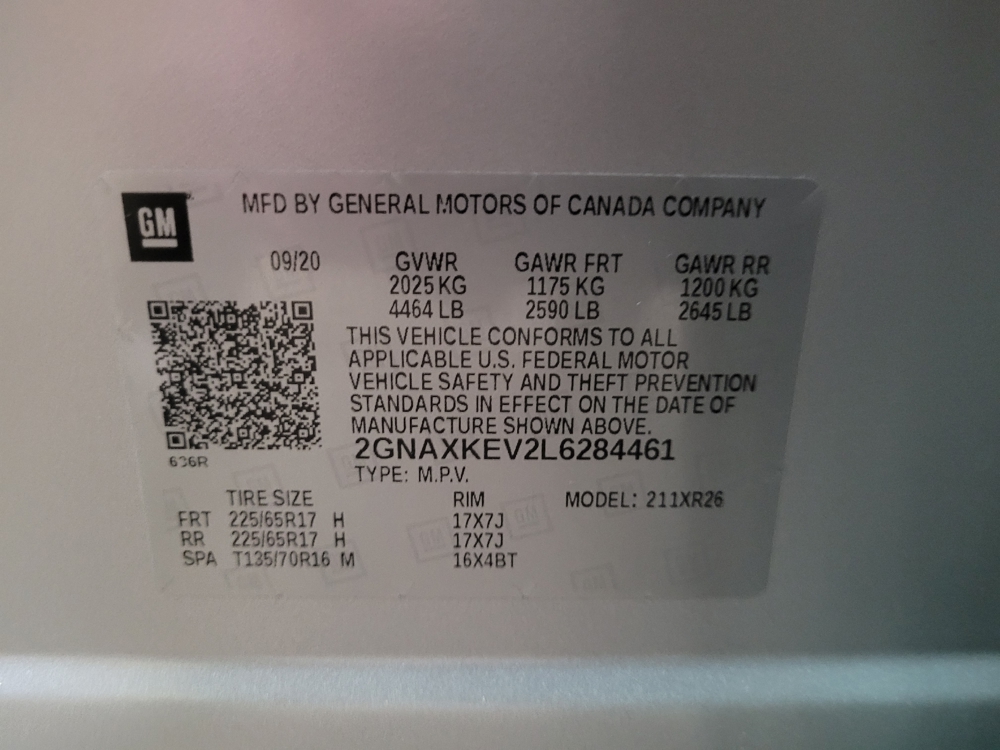 GM
MFD BY GENERAL MOTORS OF CANADA COMPANY
09/20 GVWR GAWR FRT GAWR RR
2025 KG 1175 KG 1200 KG
4464 LB 2590 LB 2645 LB
THIS VEHICLE CONFORMS TO ALL
APPLICABLE U.S. FEDERAL MOTOR
VEHICLE SAFETY AND THEFT PREVENTION
STANDARDS IN EFFECT ON THE DATE OF
MANUFACTURE SHOWN ABOVE.
2GNAXKEV2L6284461
636R
TYPE: M.P.V.
TIRE SIZE RIM MODEL: 211XR26
FRT 225/65R17 H 17X7J
RR 225/65R17 H 17X7J
SPA T135/70R16 M 16X4BT